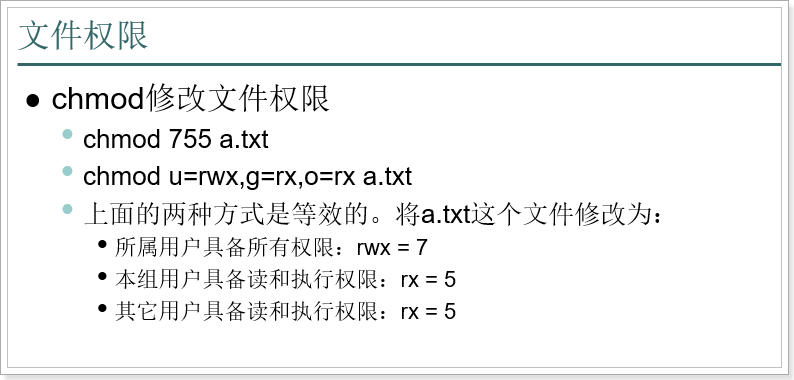 文件权限
chmod修改文件权限
chmod 755 a.txt
chmod u=rwx,g=rx,o=rx a.txt
上面的两种方式是等效的。将a.txt这个文件修改为：
所属用户具备所有权限：rwx = 7
本组用户具备读和执行权限：rx = 5
其它用户具备读和执行权限：rx = 5